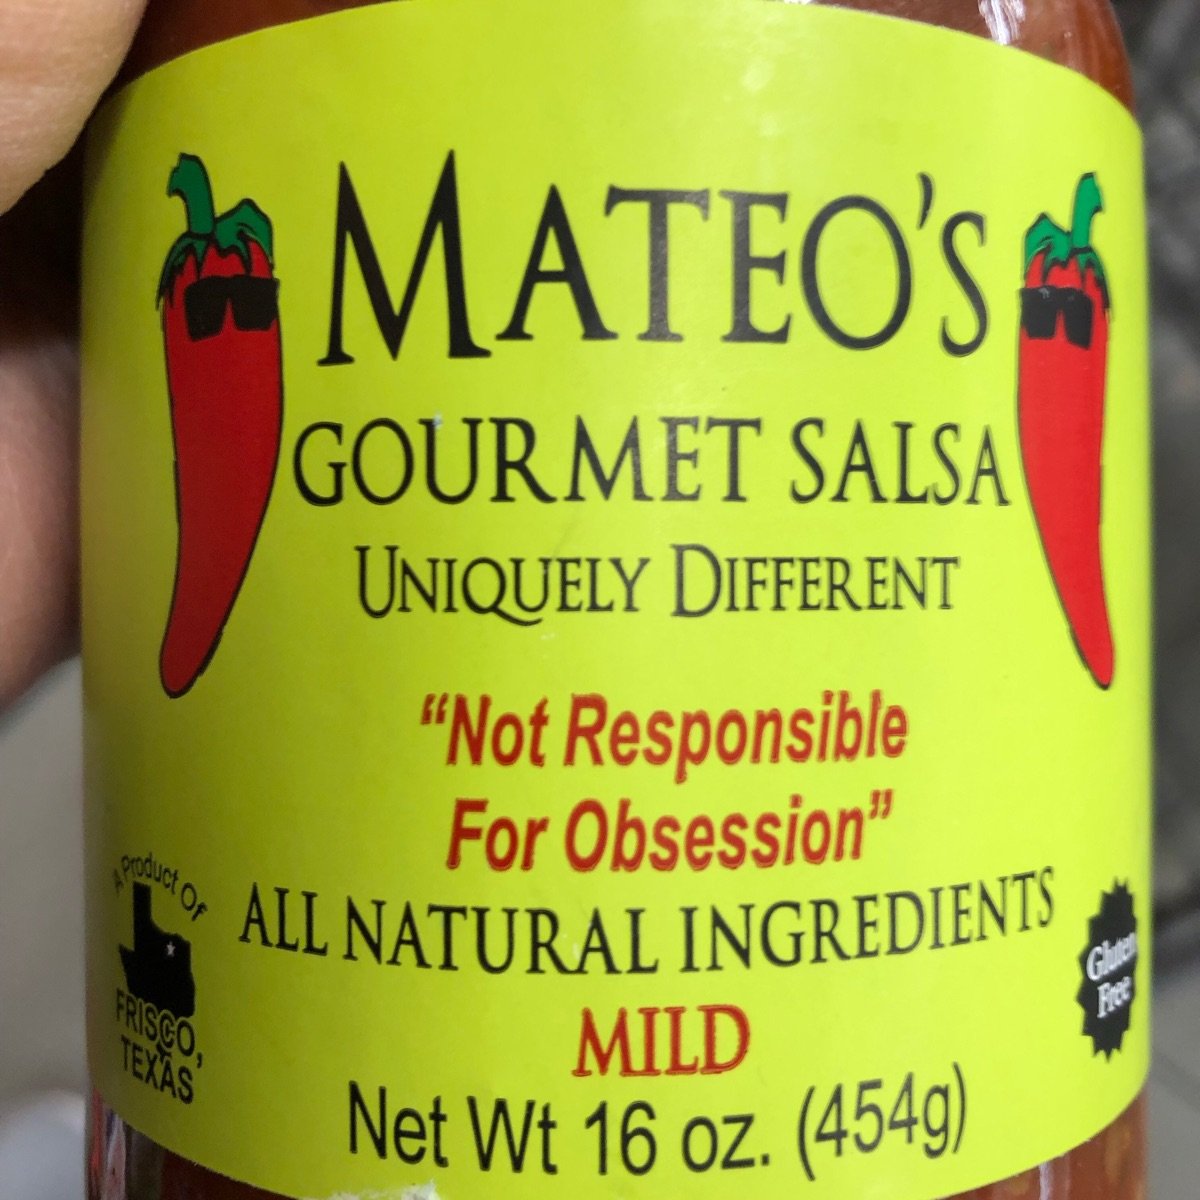 MATEO'S
GOURMET SALSA
UNIQUELY DIFFERENT
"Not Responsible
For Obsession"
A Product Of
FRISCO,
TEXAS
ALL NATURAL INGREDIENTS
Gluten
Free
MILD
Net Wt 16 oz. (454g)